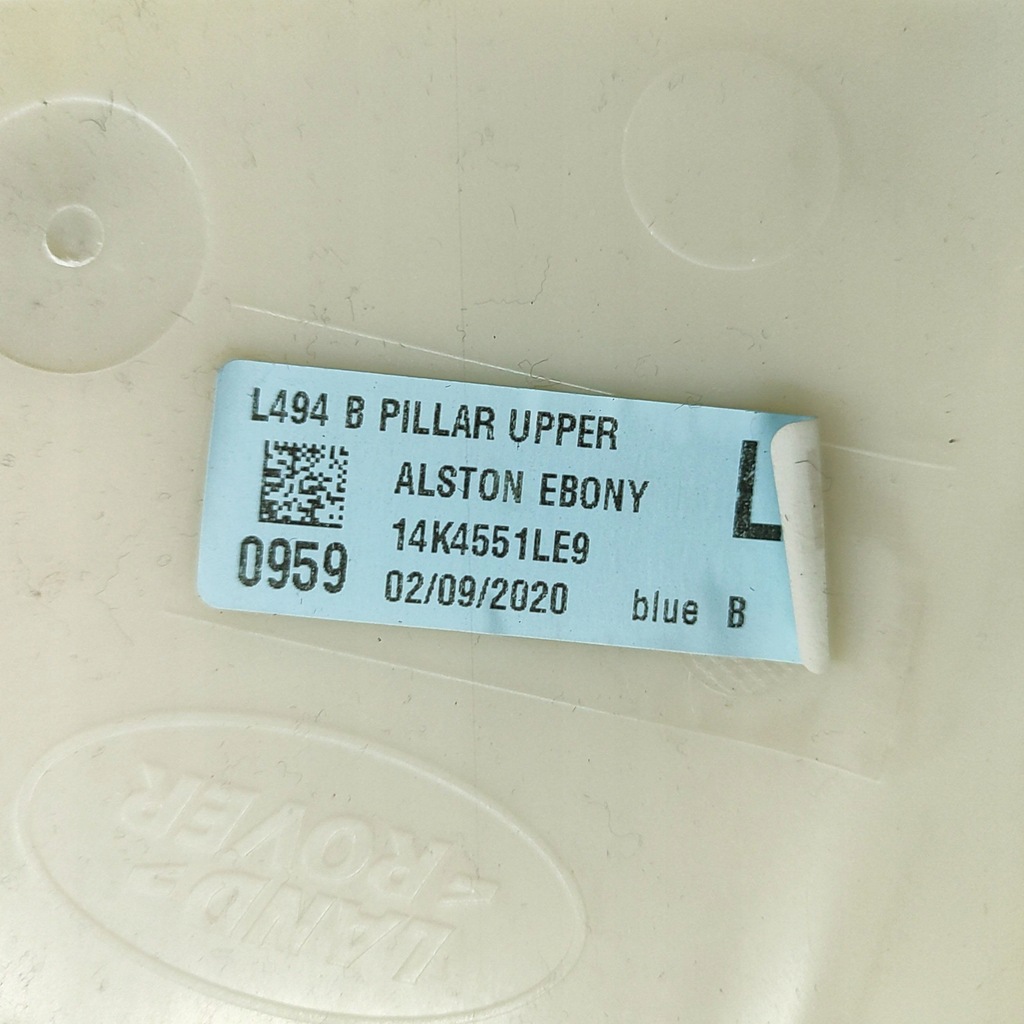 L494 B PILLAR UPPER
L
ALSTON EBONY
14K4551LE9
0959
02/09/2020
blue B
LAND
ROVER